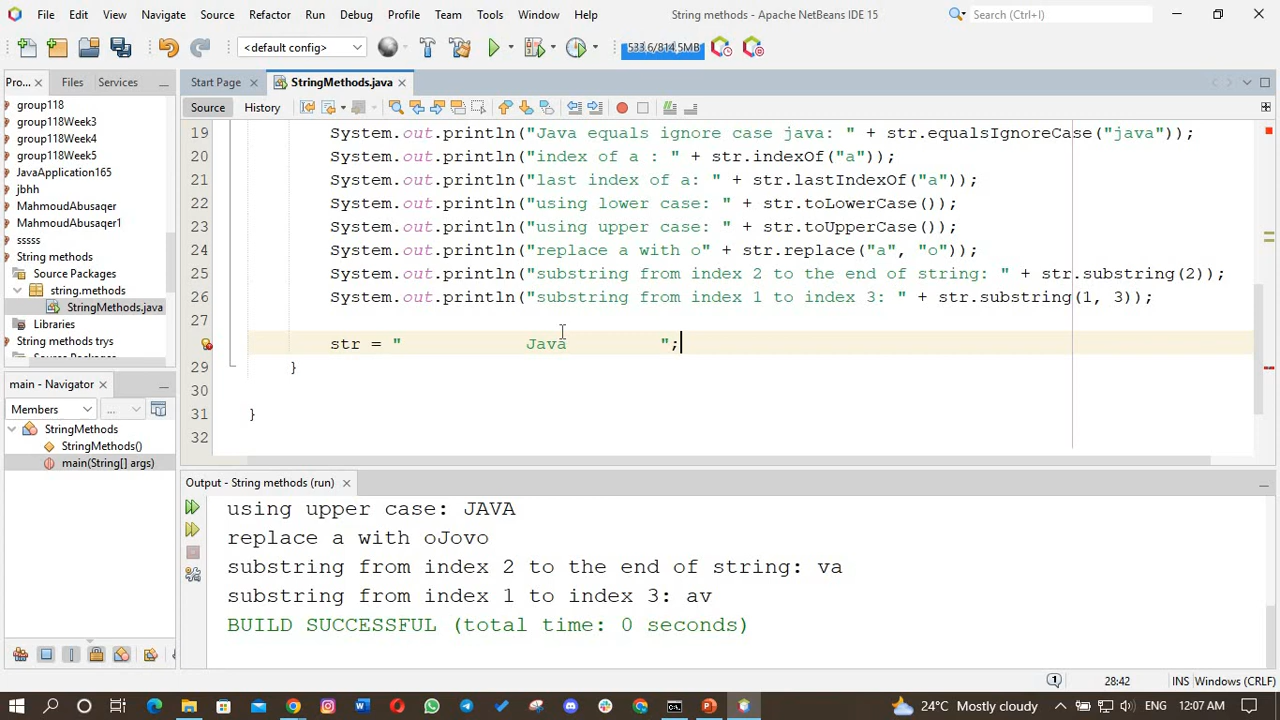 File Edit View Navigate Source Refactor Run Debug Profile Team Tools Window Help String methods - Apache NetBeans IDE 15 Search (Ctrl+I)
<default config> 533.6/814.5MB
Pro... Files Services Start Page StringMethods.java
Source History
group118
group118Week3
group118Week4
group118Week5
JavaApplication165
jbhh
MahmoudAbusaqer
MahmoudAbusaqer1
sssss
String methods
Source Packages
string.methods
StringMethods.java
Libraries
String methods trys
Source Packages
19 System.out.println("Java equals ignore case java: " + str.equalsIgnoreCase("java"));
20 System.out.println("index of a : " + str.indexOf("a"));
21 System.out.println("last index of a: " + str.lastIndexOf("a"));
22 System.out.println("using lower case: " + str.toLowerCase());
23 System.out.println("using upper case: " + str.toUpperCase());
24 System.out.println("replace a with o" + str.replace("a", "o"));
25 System.out.println("substring from index 2 to the end of string: " + str.substring(2));
26 System.out.println("substring from index 1 to index 3: " + str.substring(1, 3));
27
str = "            Java         ";
29 }
30
31 }
32
main - Navigator
Members ...
StringMethods
StringMethods()
main(String[] args)
Output - String methods (run)
using upper case: JAVA
replace a with oJovo
substring from index 2 to the end of string: va
substring from index 1 to index 3: av
BUILD SUCCESSFUL (total time: 0 seconds)
1 28:42 INS Windows (CRLF)
24°C Mostly cloudy ENG 12:07 AM